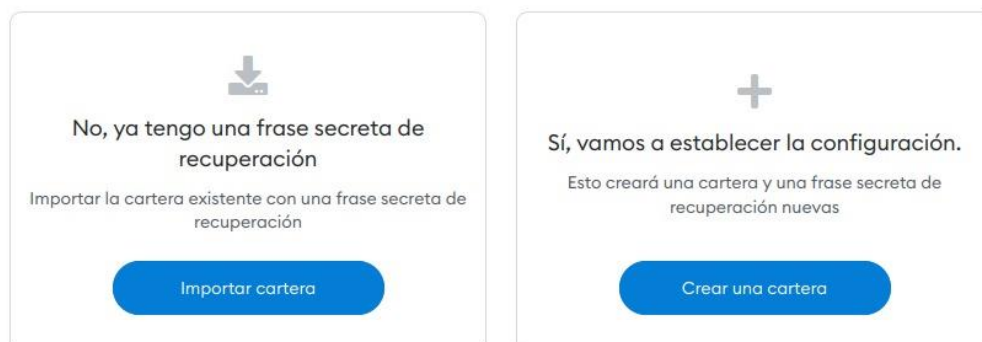 No, ya tengo una frase secreta de
recuperación
Importar la cartera existente con una frase secreta de
recuperación
Importar cartera
Sí, vamos a establecer la configuración.
Esto creará una cartera y una frase secreta de
recuperación nuevas
Crear una cartera